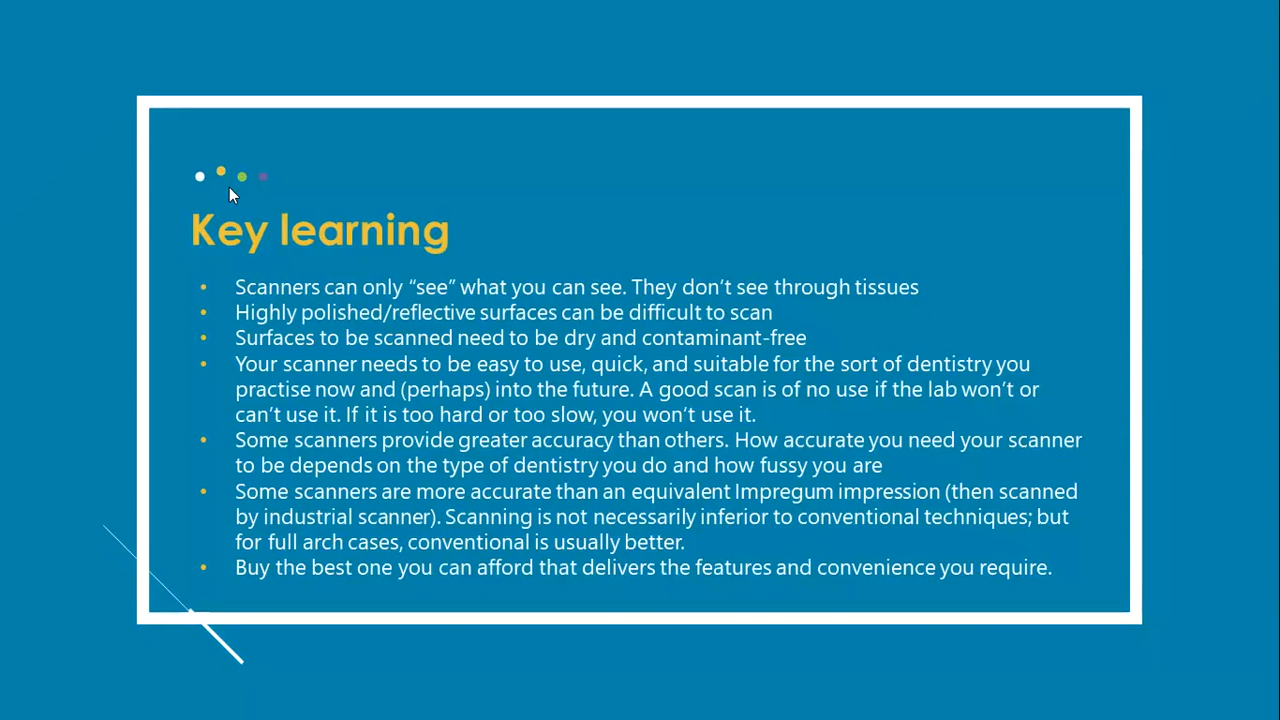 Key learning
• Scanners can only “see” what you can see. They don’t see through tissues
• Highly polished/reflective surfaces can be difficult to scan
• Surfaces to be scanned need to be dry and contaminant-free
• Your scanner needs to be easy to use, quick, and suitable for the sort of dentistry you
practise now and (perhaps) into the future. A good scan is of no use if the lab won’t or
can’t use it. If it is too hard or too slow, you won’t use it.
• Some scanners provide greater accuracy than others. How accurate you need your scanner
to be depends on the type of dentistry you do and how fussy you are
• Some scanners are more accurate than an equivalent Impregum impression (then scanned
by industrial scanner). Scanning is not necessarily inferior to conventional techniques; but
for full arch cases, conventional is usually better.
• Buy the best one you can afford that delivers the features and convenience you require.